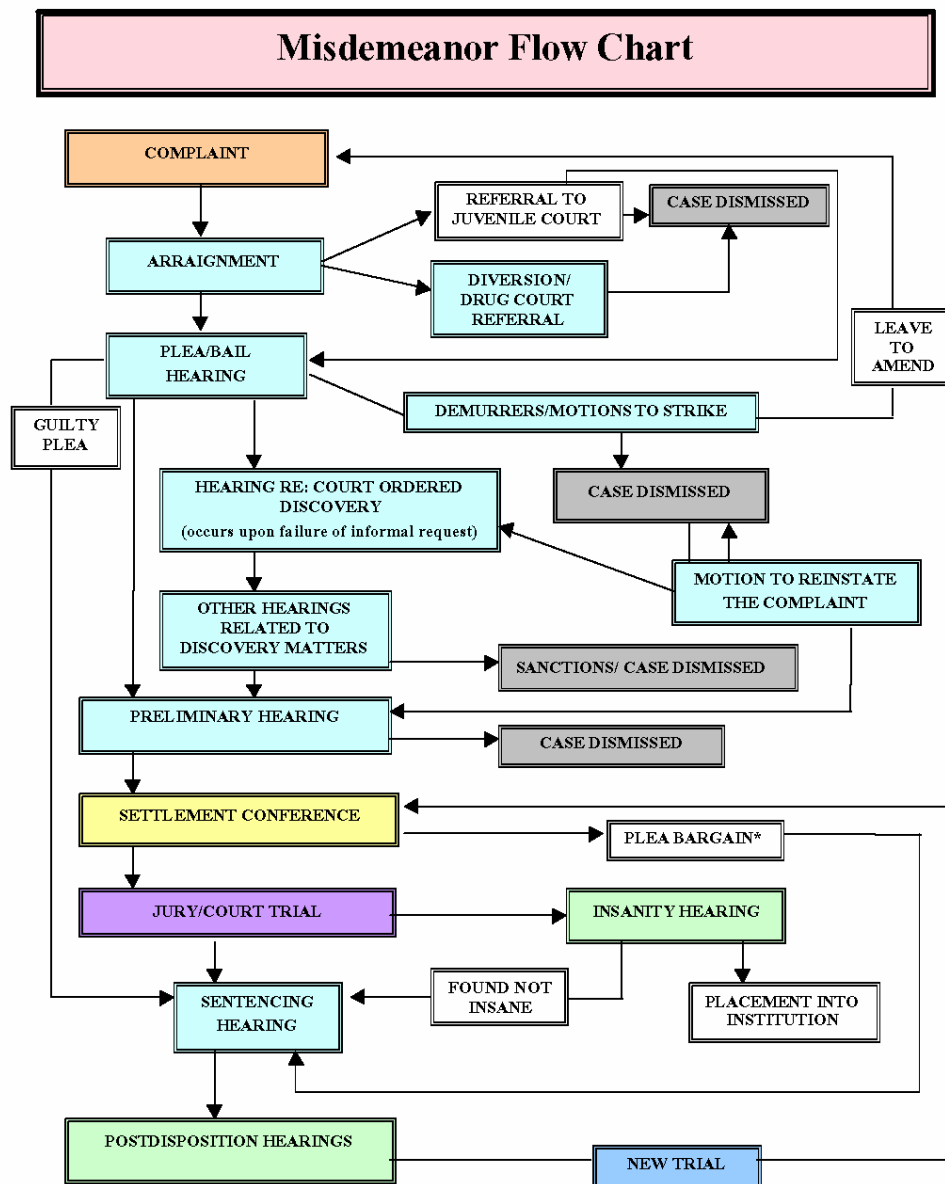 Misdemeanor Flow Chart
COMPLAINT
REFERRAL TO
JUVENILE COURT
CASE DISMISSED
ARRAIGNMENT
DIVERSION/
DRUG COURT
REFERRAL
LEAVE
TO
AMEND
PLEA/BAIL
HEARING
DEMURRERS/MOTIONS TO STRIKE
GUILTY
PLEA
HEARING RE: COURT ORDERED
DISCOVERY
(occurs upon failure of informal request)
CASE DISMISSED
MOTION TO REINSTATE
THE COMPLAINT
OTHER HEARINGS
RELATED TO
DISCOVERY MATTERS
SANCTIONS/ CASE DISMISSED
PRELIMINARY HEARING
CASE DISMISSED
SETTLEMENT CONFERENCE
PLEA BARGAIN*
JURY/COURT TRIAL
INSANITY HEARING
SENTENCING
HEARING
FOUND NOT
INSANE
PLACEMENT INTO
INSTITUTION
POSTDISPOSITION HEARINGS
NEW TRIAL